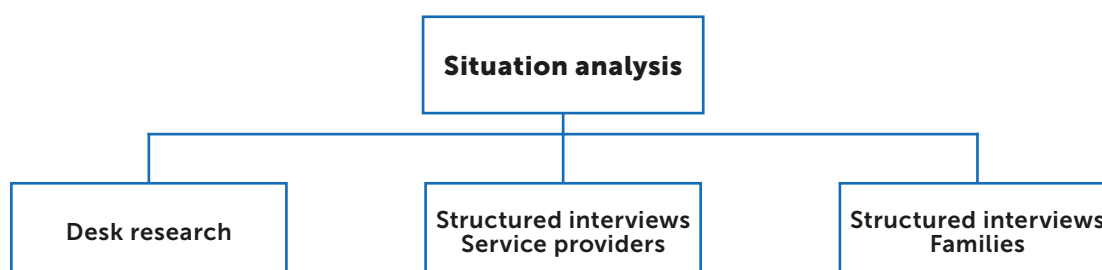 Situation analysis
Desk research
Structured interviews
Service providers
Structured interviews
Families